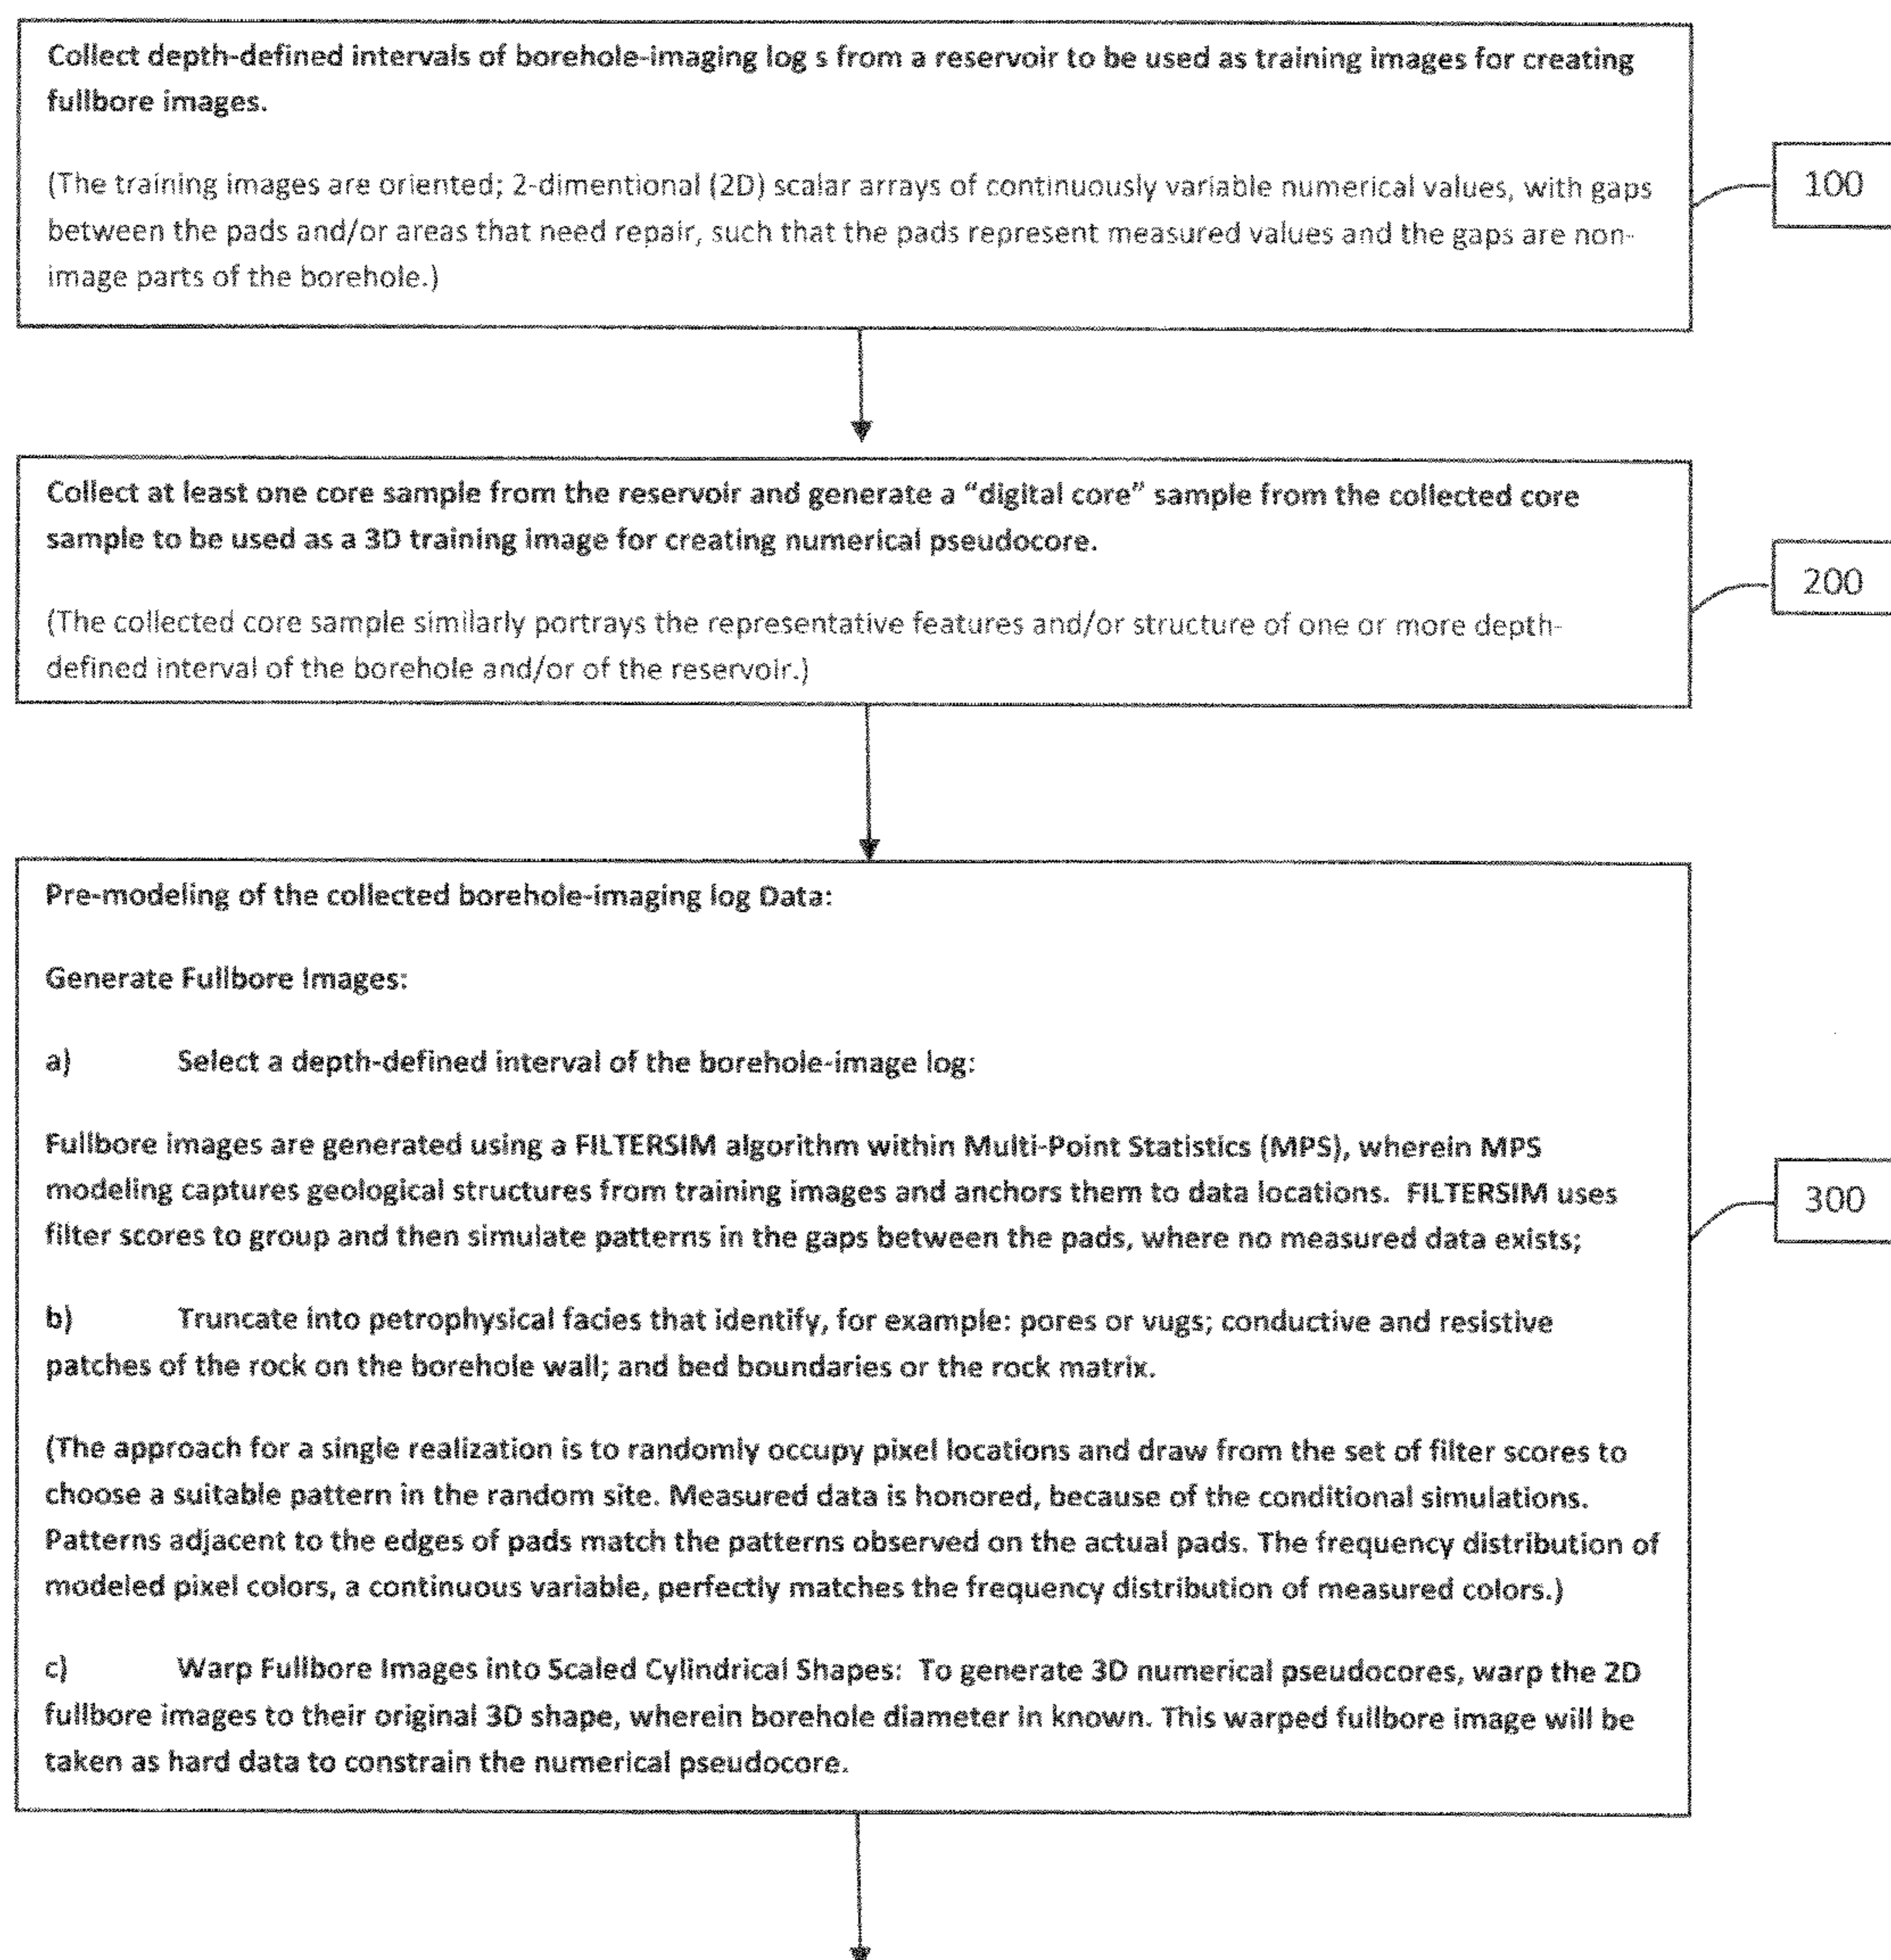 Collect depth-defined intervals of borehole-imaging log s from a reservoir to be used as training images for creating
fullbore images.
(The training images are oriented; 2-dimentional (2D) scalar arrays of continuously variable numerical values, with gaps
between the pads and/or areas that need repair, such that the pads represent measured values and the gaps are non-
image parts of the borehole.)
100
Collect at least one core sample from the reservoir and generate a “digital core” sample from the collected core
sample to be used as a 3D training image for creating numerical pseudocore.
(The collected core sample similarly portrays the representative features and/or structure of one or more depth-
defined interval of the borehole and/or of the reservoir.)
200
Pre-modeling of the collected borehole-imaging log Data:
Generate Fullbore Images:
a) Select a depth-defined interval of the borehole-image log:
Fullbore images are generated using a FILTERSIM algorithm within Multi-Point Statistics (MPS), wherein MPS
modeling captures geological structures from training images and anchors them to data locations. FILTERSIM uses
filter scores to group and then simulate patterns in the gaps between the pads, where no measured data exists;
300
b) Truncate into petrophysical facies that identify, for example: pores or vugs; conductive and resistive
patches of the rock on the borehole wall; and bed boundaries or the rock matrix.
(The approach for a single realization is to randomly occupy pixel locations and draw from the set of filter scores to
choose a suitable pattern in the random site. Measured data is honored, because of the conditional simulations.
Patterns adjacent to the edges of pads match the patterns observed on the actual pads. The frequency distribution of
modeled pixel colors, a continuous variable, perfectly matches the frequency distribution of measured colors.)
c) Warp Fullbore Images into Scaled Cylindrical Shapes: To generate 3D numerical pseudocores, warp the 2D
fullbore images to their original 3D shape, wherein borehole diameter in known. This warped fullbore image will be
taken as hard data to constrain the numerical pseudocore.